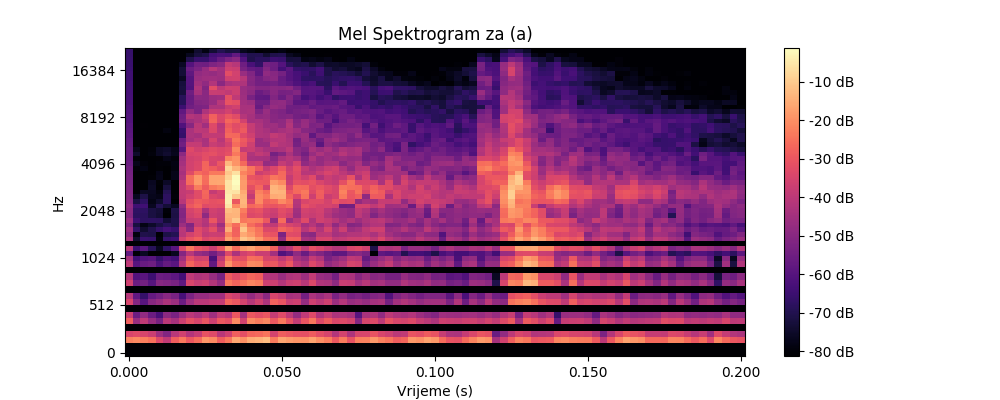 Mel Spektrogram za (a)
16384
8192
4096
2048
1024
512
0
Hz
0.000 0.050 0.100 0.150 0.200
Vrijeme (s)
-10 dB
-20 dB
-30 dB
-40 dB
-50 dB
-60 dB
-70 dB
-80 dB